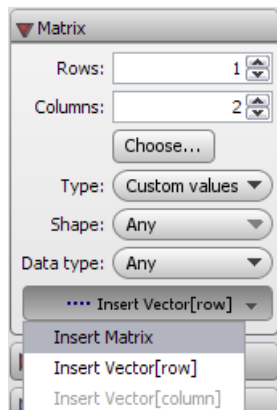 Matrix
Rows: 1
Columns: 2
Choose...
Type: Custom values
Shape: Any
Data type: Any
Insert Vector[row]
Insert Matrix
Insert Vector[row]
Insert Vector[column]